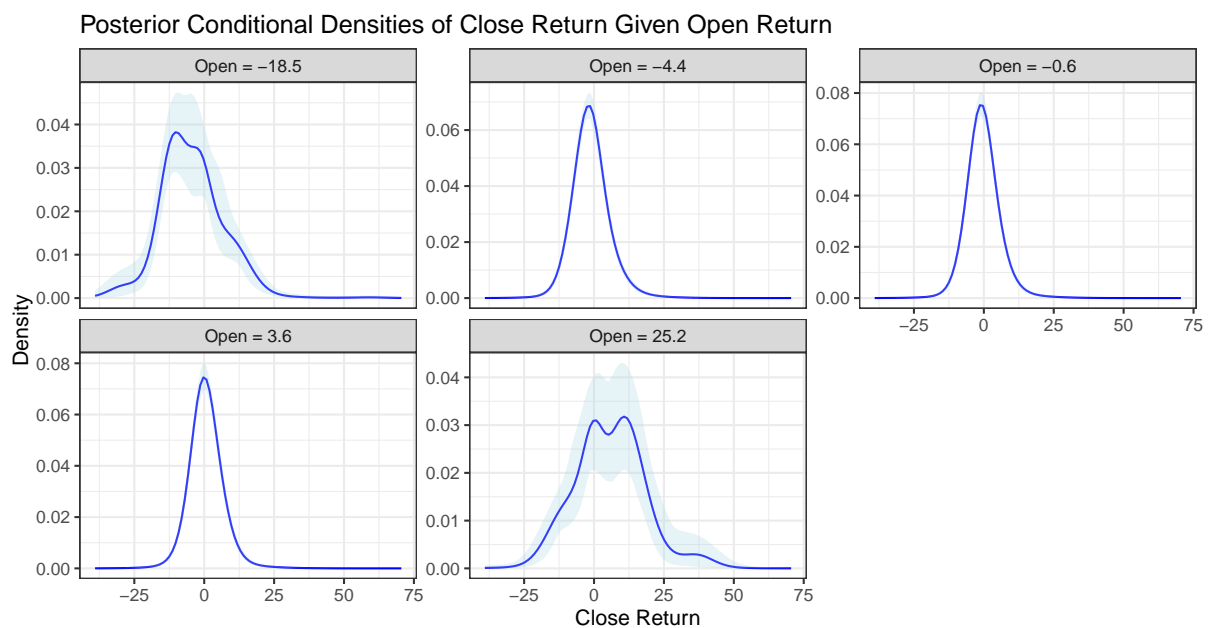 Posterior Conditional Densities of Close Return Given Open Return
Open = −18.5
Open = −4.4
Open = −0.6
0.04
0.03
0.02
0.01
0.00
0.06
0.04
0.02
0.00
0.08
0.06
0.04
0.02
0.00
−25 0 25 50 75
Density
Open = 3.6
Open = 25.2
0.08
0.06
0.04
0.02
0.00
0.04
0.03
0.02
0.01
0.00
−25 0 25 50 75
−25 0 25 50 75
Close Return